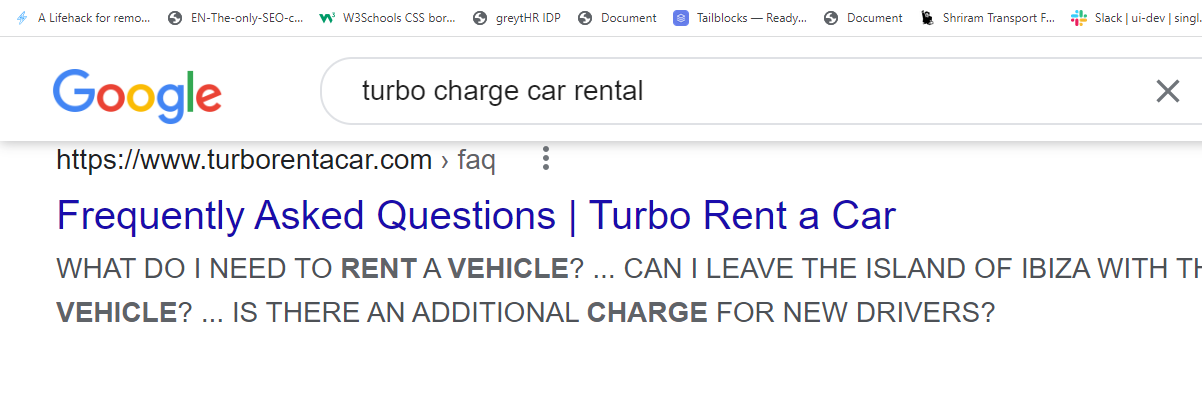 A Lifehack for remo... EN-The-only-SEO-c... W3Schools CSS bor... greytHR IDP Document Tailblocks — Ready... Document Shriram Transport F... Slack | ui-dev | singl.
Google turbo charge car rental
https://www.turborentacar.com › faq
Frequently Asked Questions | Turbo Rent a Car
WHAT DO I NEED TO RENT A VEHICLE? ... CAN I LEAVE THE ISLAND OF IBIZA WITH TH
VEHICLE? ... IS THERE AN ADDITIONAL CHARGE FOR NEW DRIVERS?